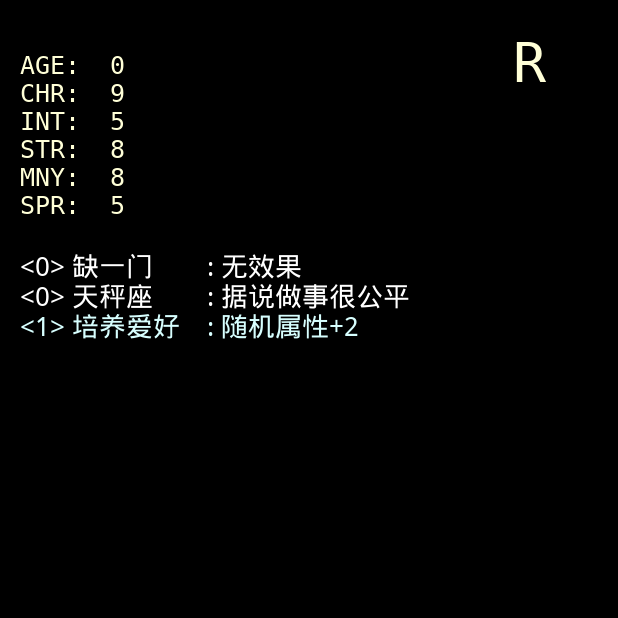 R
AGE: 0
CHR: 9
INT: 5
STR: 8
MNY: 8
SPR: 5
<0> 缺一门 : 无效果
<0> 天秤座 : 据说做事很公平
<1> 培养爱好 : 随机属性+2